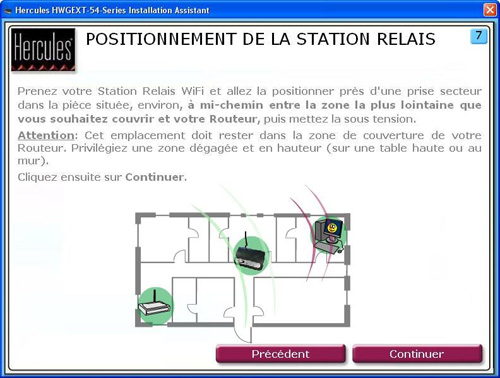 Hercules HWGEXT-54-Series Installation Assistant
Hercules
POSITIONNEMENT DE LA STATION RELAIS
7
Prenez votre Station Relais WiFi et allez la positionner près d'une prise secteur
dans la pièce située, environ, à mi-chemin entre la zone la plus lointaine que
vous souhaitez couvrir et votre Routeur, puis mettez la sous tension.
Attention: Cet emplacement doit rester dans la zone de couverture de votre
Routeur. Privilégiez une zone dégagée et en hauteur (sur une table haute ou au
mur).
Cliquez ensuite sur Continuer.
Précédent
Continuer